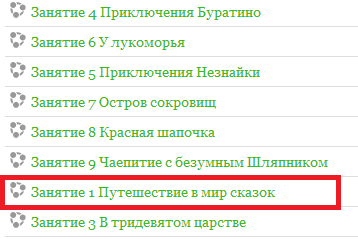 Занятие 4 Приключения Буратино
Занятие 6 У лукоморья
Занятие 5 Приключения Незнайки
Занятие 7 Остров сокровищ
Занятие 8 Красная шапочка
Занятие 9 Чаепитие с безумным Шляпником
Занятие 1 Путешествие в мир сказок
Занятие 3 В тридевятом царстве